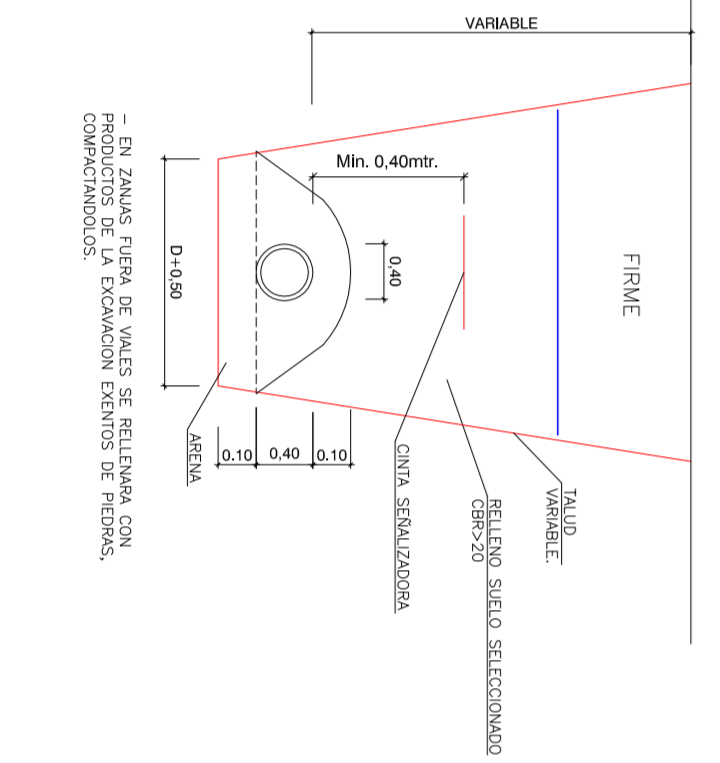 VARIABLE
FIRME
Min. 0,40mtr.
0,40
D+0,50
0.10
0,40
0.10
TALUD
VARIABLE.
RELLENO SUELO SELECCIONADO
CBR>20
CINTA SEÑALIZADORA
ARENA
– EN ZANJAS FUERA DE VIALES SE RELLENARA CON
PRODUCTOS DE LA EXCAVACION EXENTOS DE PIEDRAS,
COMPACTANDOLOS.